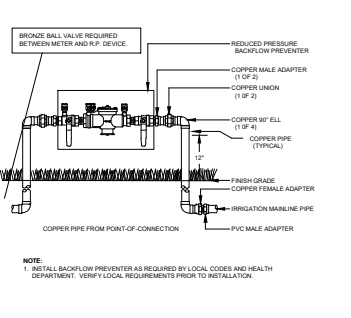 BRONZE BALL VALVE REQUIRED
BETWEEN METER AND R.P. DEVICE.
REDUCED PRESSURE
BACKFLOW PREVENTER
COPPER MALE ADAPTER
(1 OF 2)
COPPER UNION
(1 0F 2)
COPPER 90° ELL
(1 0F 4)
COPPER PIPE
(TYPICAL)
12"
FINISH GRADE
COPPER FEMALE ADAPTER
IRRIGATION MAINLINE PIPE
PVC MALE ADAPTER
COPPER PIPE FROM POINT-OF-CONNECTION
NOTE:
1. INSTALL BACKFLOW PREVENTER AS REQUIRED BY LOCAL CODES AND HEALTH
DEPARTMENT. VERIFY LOCAL REQUIREMENTS PRIOR TO INSTALLATION.